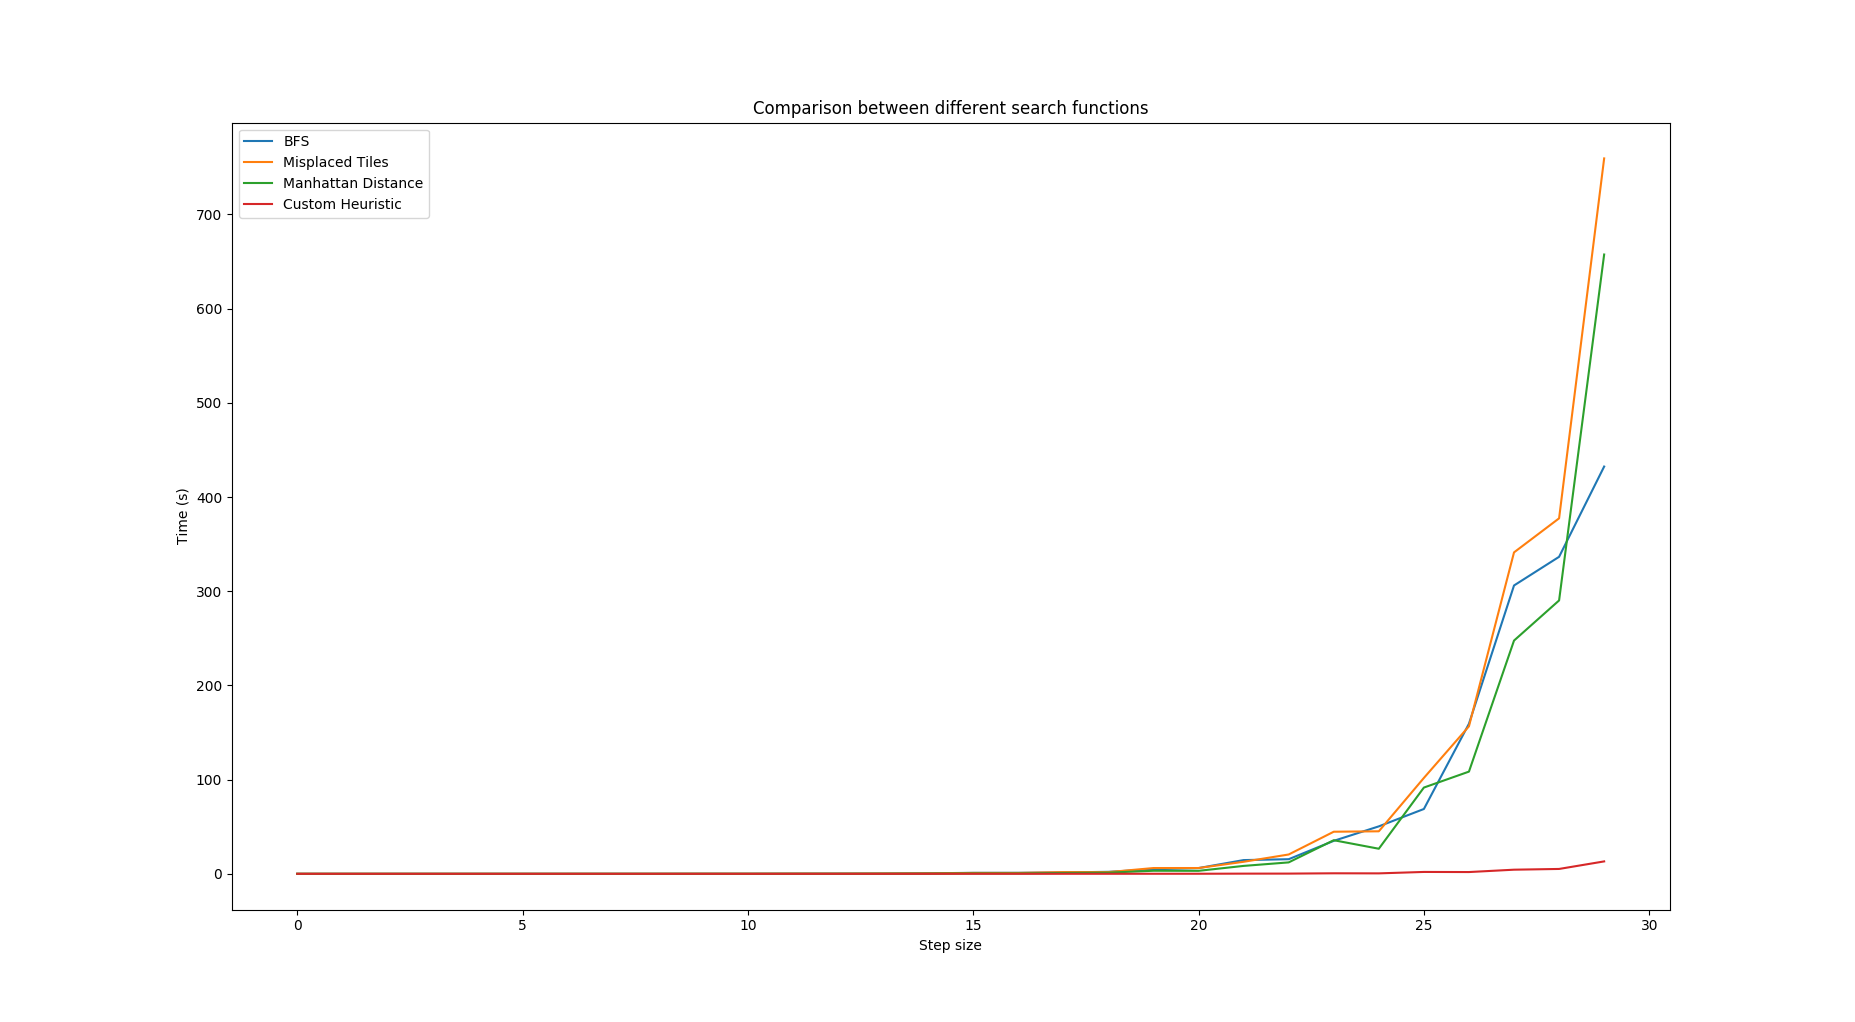 Comparison between different search functions
BFS
Misplaced Tiles
Manhattan Distance
Custom Heuristic
700
600
500
400
300
200
100
0
Time (s)
0 5 10 15 20 25 30
Step size